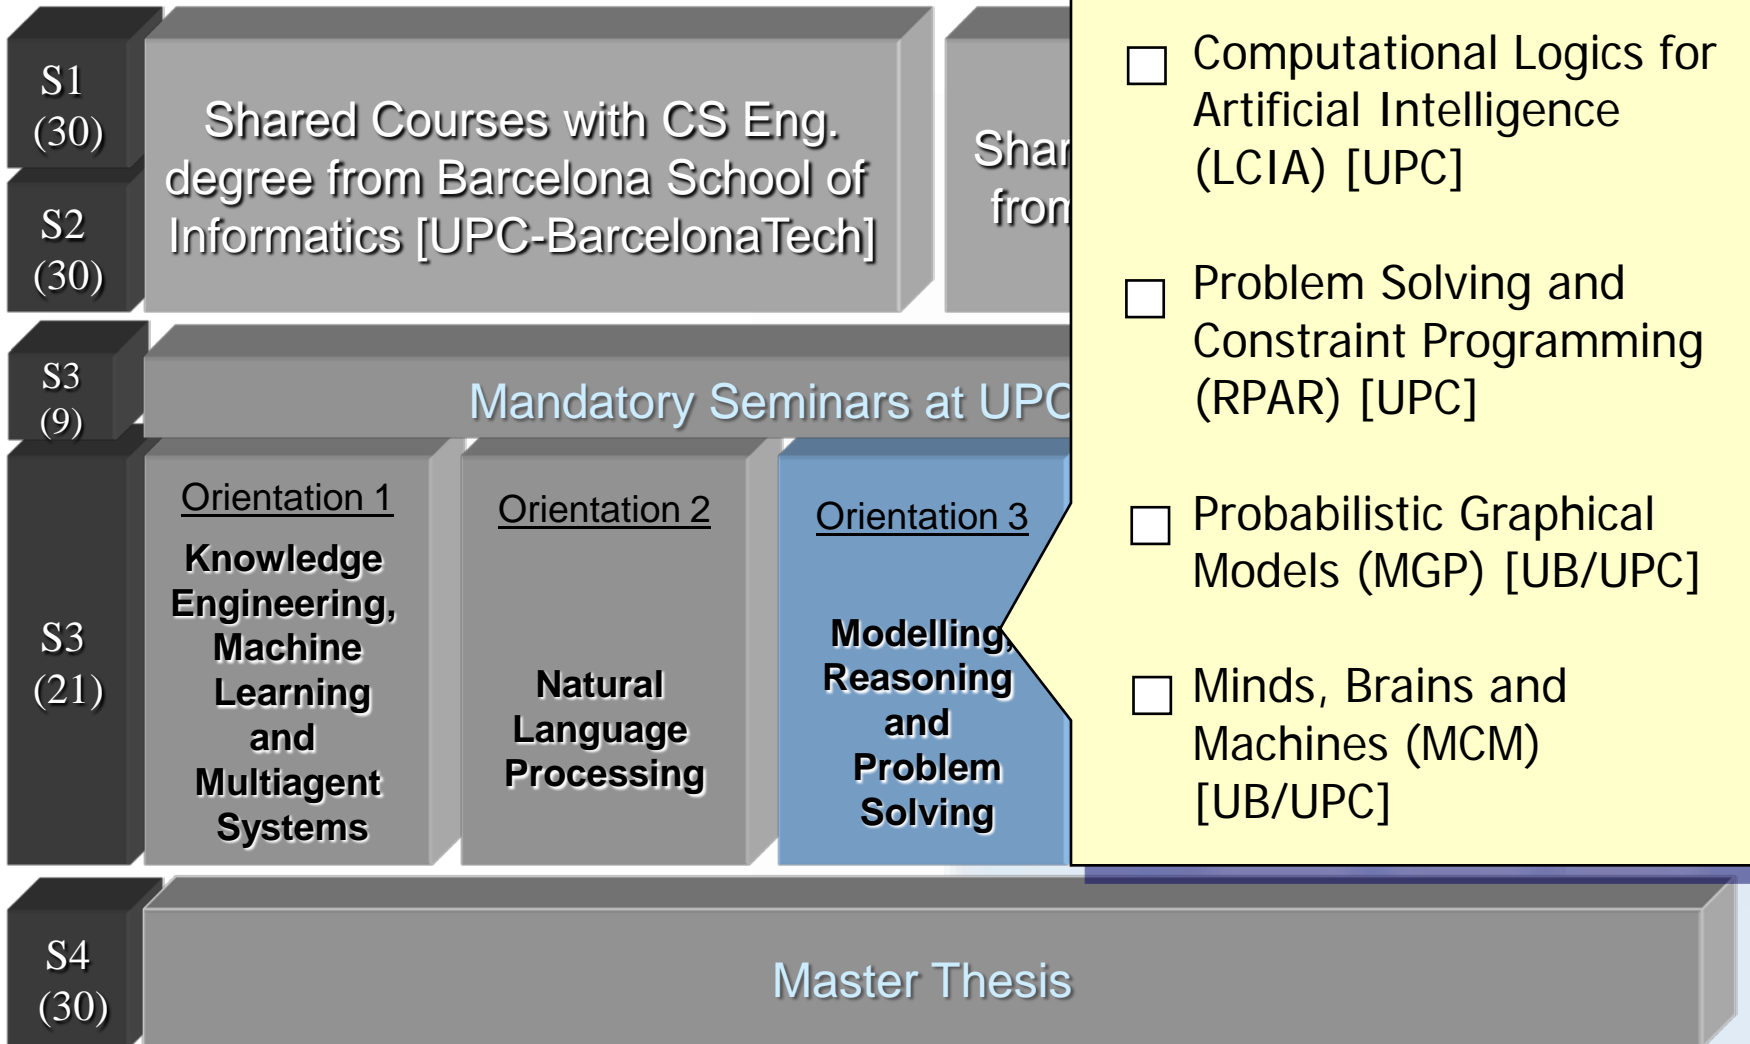 S1
(30)
S2
(30)
Shared Courses with CS Eng.
degree from Barcelona School of
Informatics [UPC-BarcelonaTech]
S3
(9)
Mandatory Seminars at UPC
S3
(21)
Orientation 1
Knowledge
Engineering,
Machine
Learning
and
Multiagent
Systems
Orientation 2
Natural
Language
Processing
Orientation 3
Modelling,
Reasoning
and
Problem
Solving
Computational Logics for
Artificial Intelligence
(LCIA) [UPC]
Problem Solving and
Constraint Programming
(RPAR) [UPC]
Probabilistic Graphical
Models (MGP) [UB/UPC]
Minds, Brains and
Machines (MCM)
[UB/UPC]
S4
(30)
Master Thesis